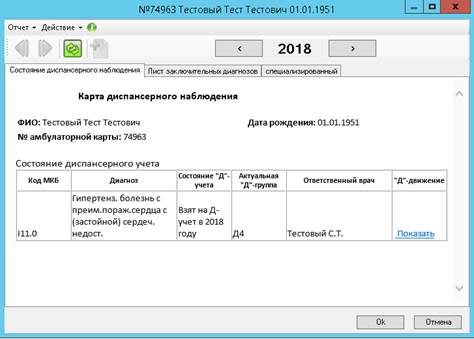 №74963 Тестовый Тест Тестович 01.01.1951
Отчет Действие
< 2018 >
Состояние диспансерного наблюдения Лист заключительных диагнозов специализированный
Карта диспансерного наблюдения
ФИО: Тестовый Тест Тестович Дата рождения: 01.01.1951
№ амбулаторной карты: 74963
Состояние диспансерного учета
Код МКБ Диагноз Состояние "Д"-учета Актуальная "Д"-группа Ответственный врач "Д"-движение
I11.0 Гипертенз. болезнь с преим.пораж.сердца с (застойной) сердеч. недост. Взят на Д-учет в 2018 году Д4 Тестовый С.Т. Показать
Ok Отмена